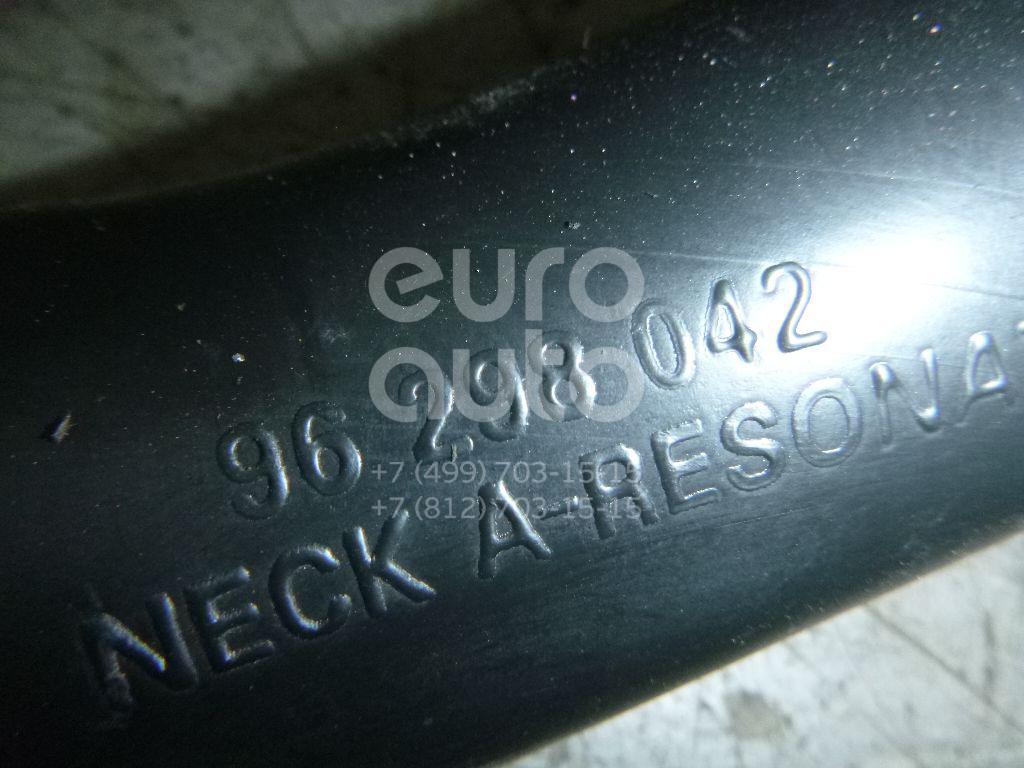 euro
auto
96 298 042
+7 (499) 703-15-15
+7 (812) 703-15-15
NECK A-RESONA